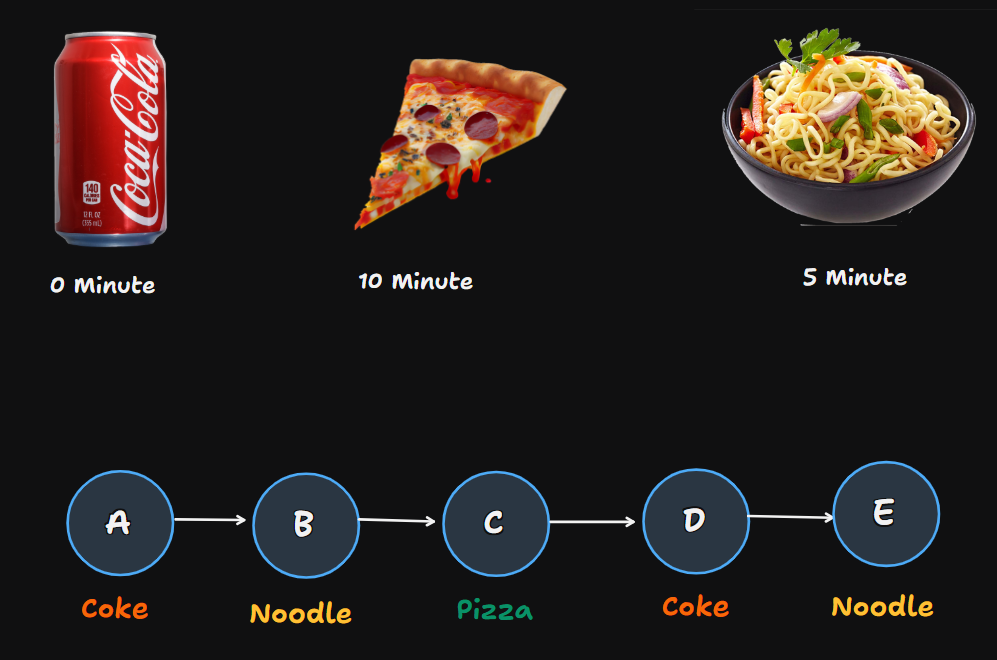 Coca-Cola
140
CALORIES
PER CAN
12 FL OZ
(355 mL)
0 Minute
10 Minute
5 Minute
A
B
C
D
E
Coke
Noodle
Pizza
Coke
Noodle